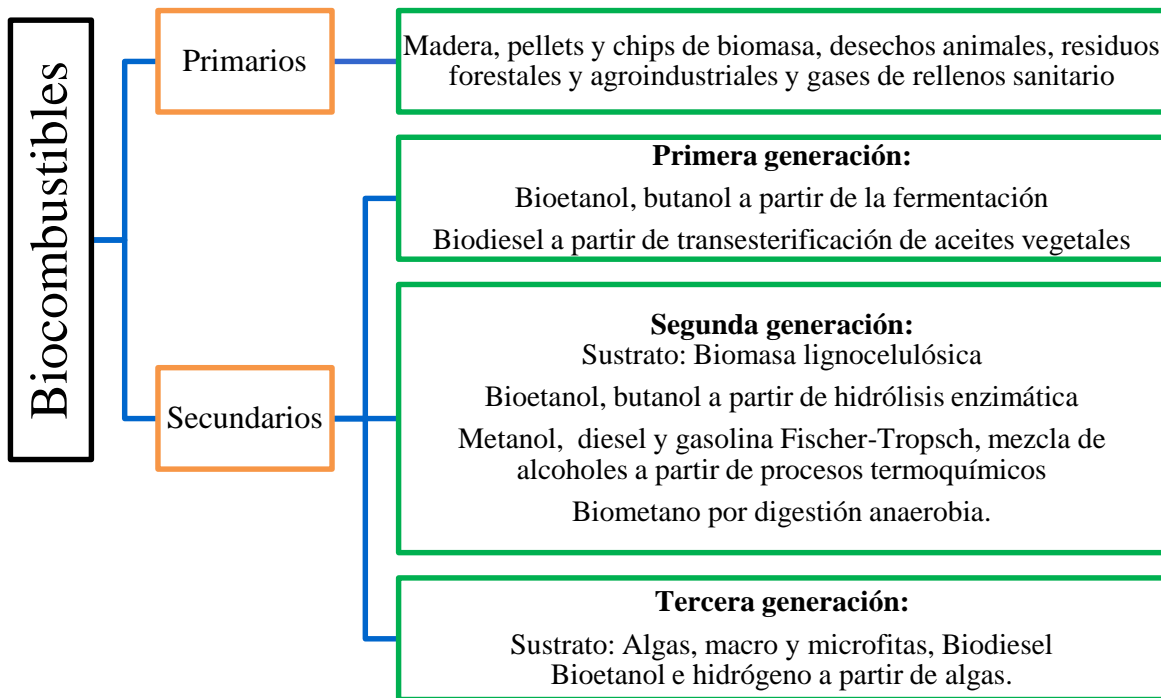 Biocombustibles
Primarios
Madera, pellets y chips de biomasa, desechos animales, residuos
forestales y agroindustriales y gases de rellenos sanitario
Secundarios
Primera generación:
Bioetanol, butanol a partir de la fermentación
Biodiesel a partir de transesterificación de aceites vegetales
Segunda generación:
Sustrato: Biomasa lignocelulósica
Bioetanol, butanol a partir de hidrólisis enzimática
Metanol, diesel y gasolina Fischer-Tropsch, mezcla de
alcoholes a partir de procesos termoquímicos
Biometano por digestión anaerobia.
Tercera generación:
Sustrato: Algas, macro y microfitas, Biodiesel
Bioetanol e hidrógeno a partir de algas.